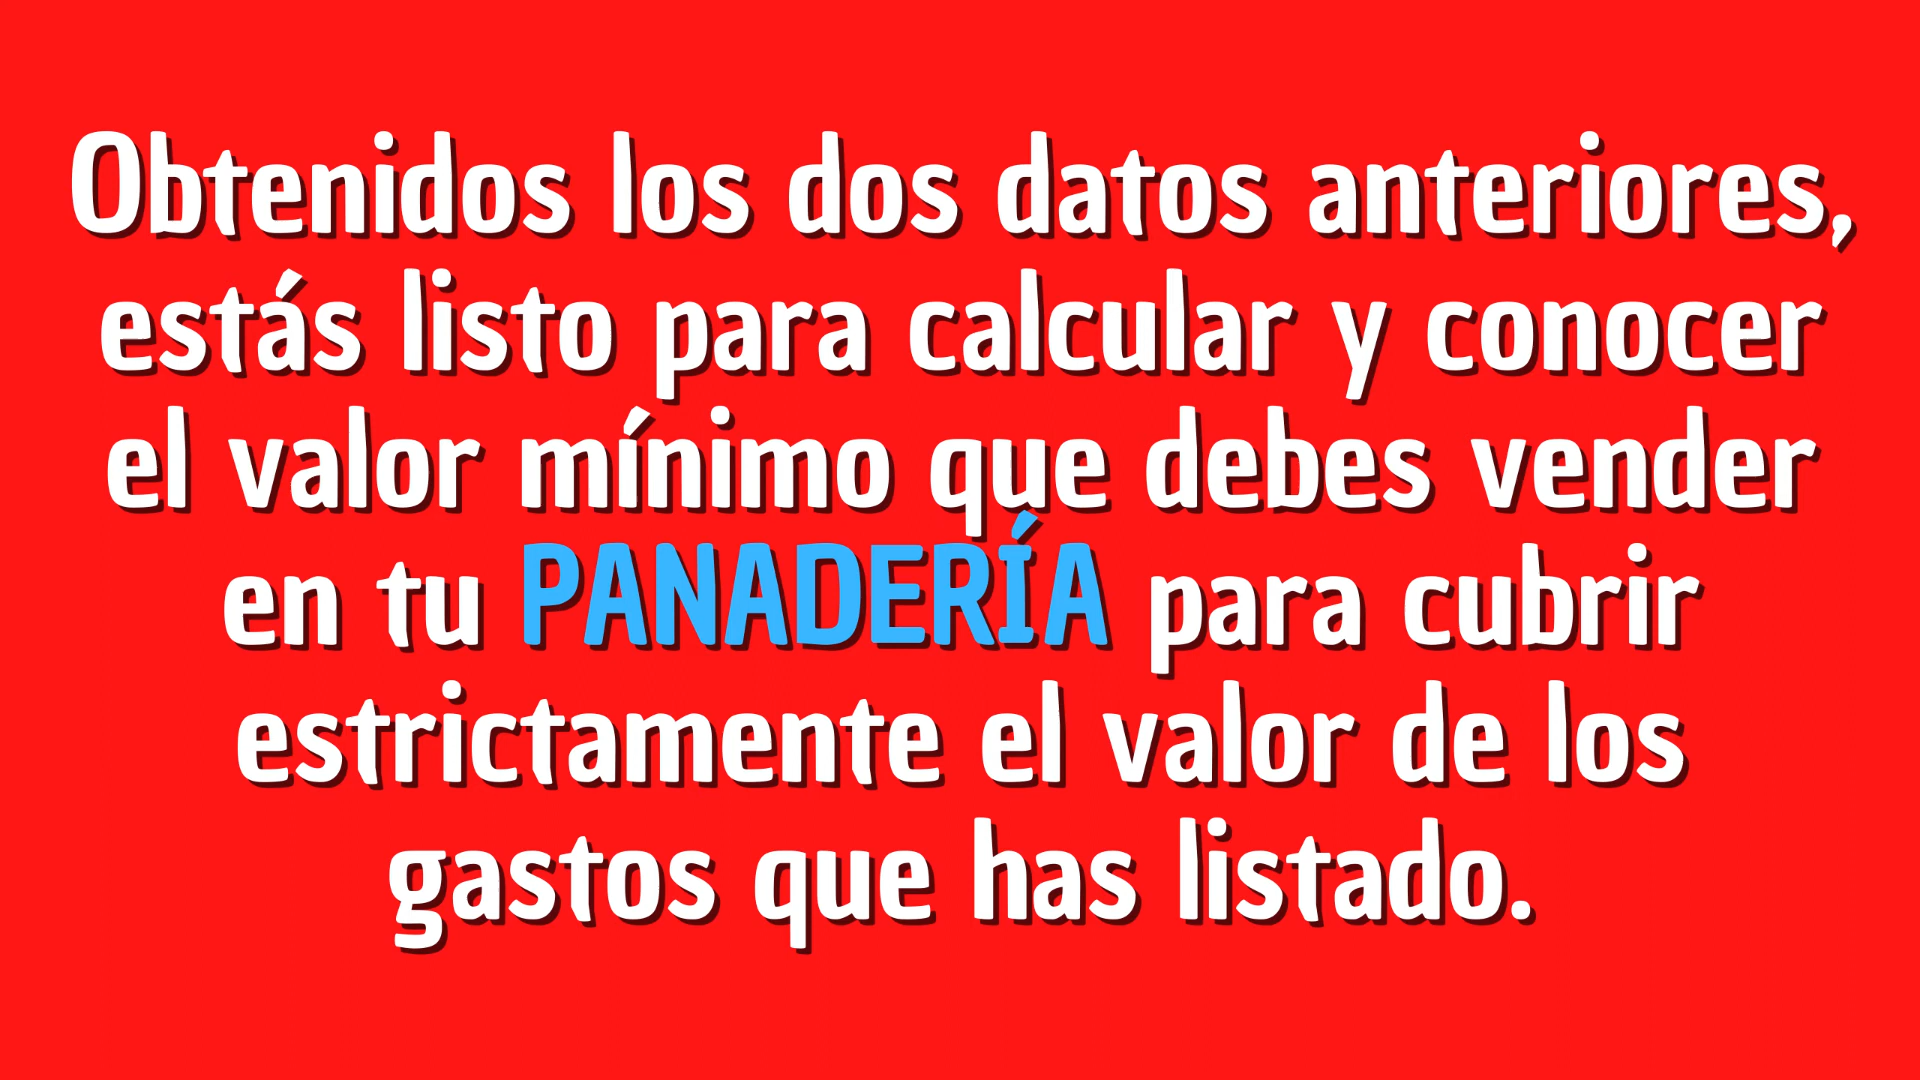 Obtenidos los dos datos anteriores,
estás listo para calcular y conocer
el valor mínimo que debes vender
en tu PANADERÍA para cubrir
estrictamente el valor de los
gastos que has listado.